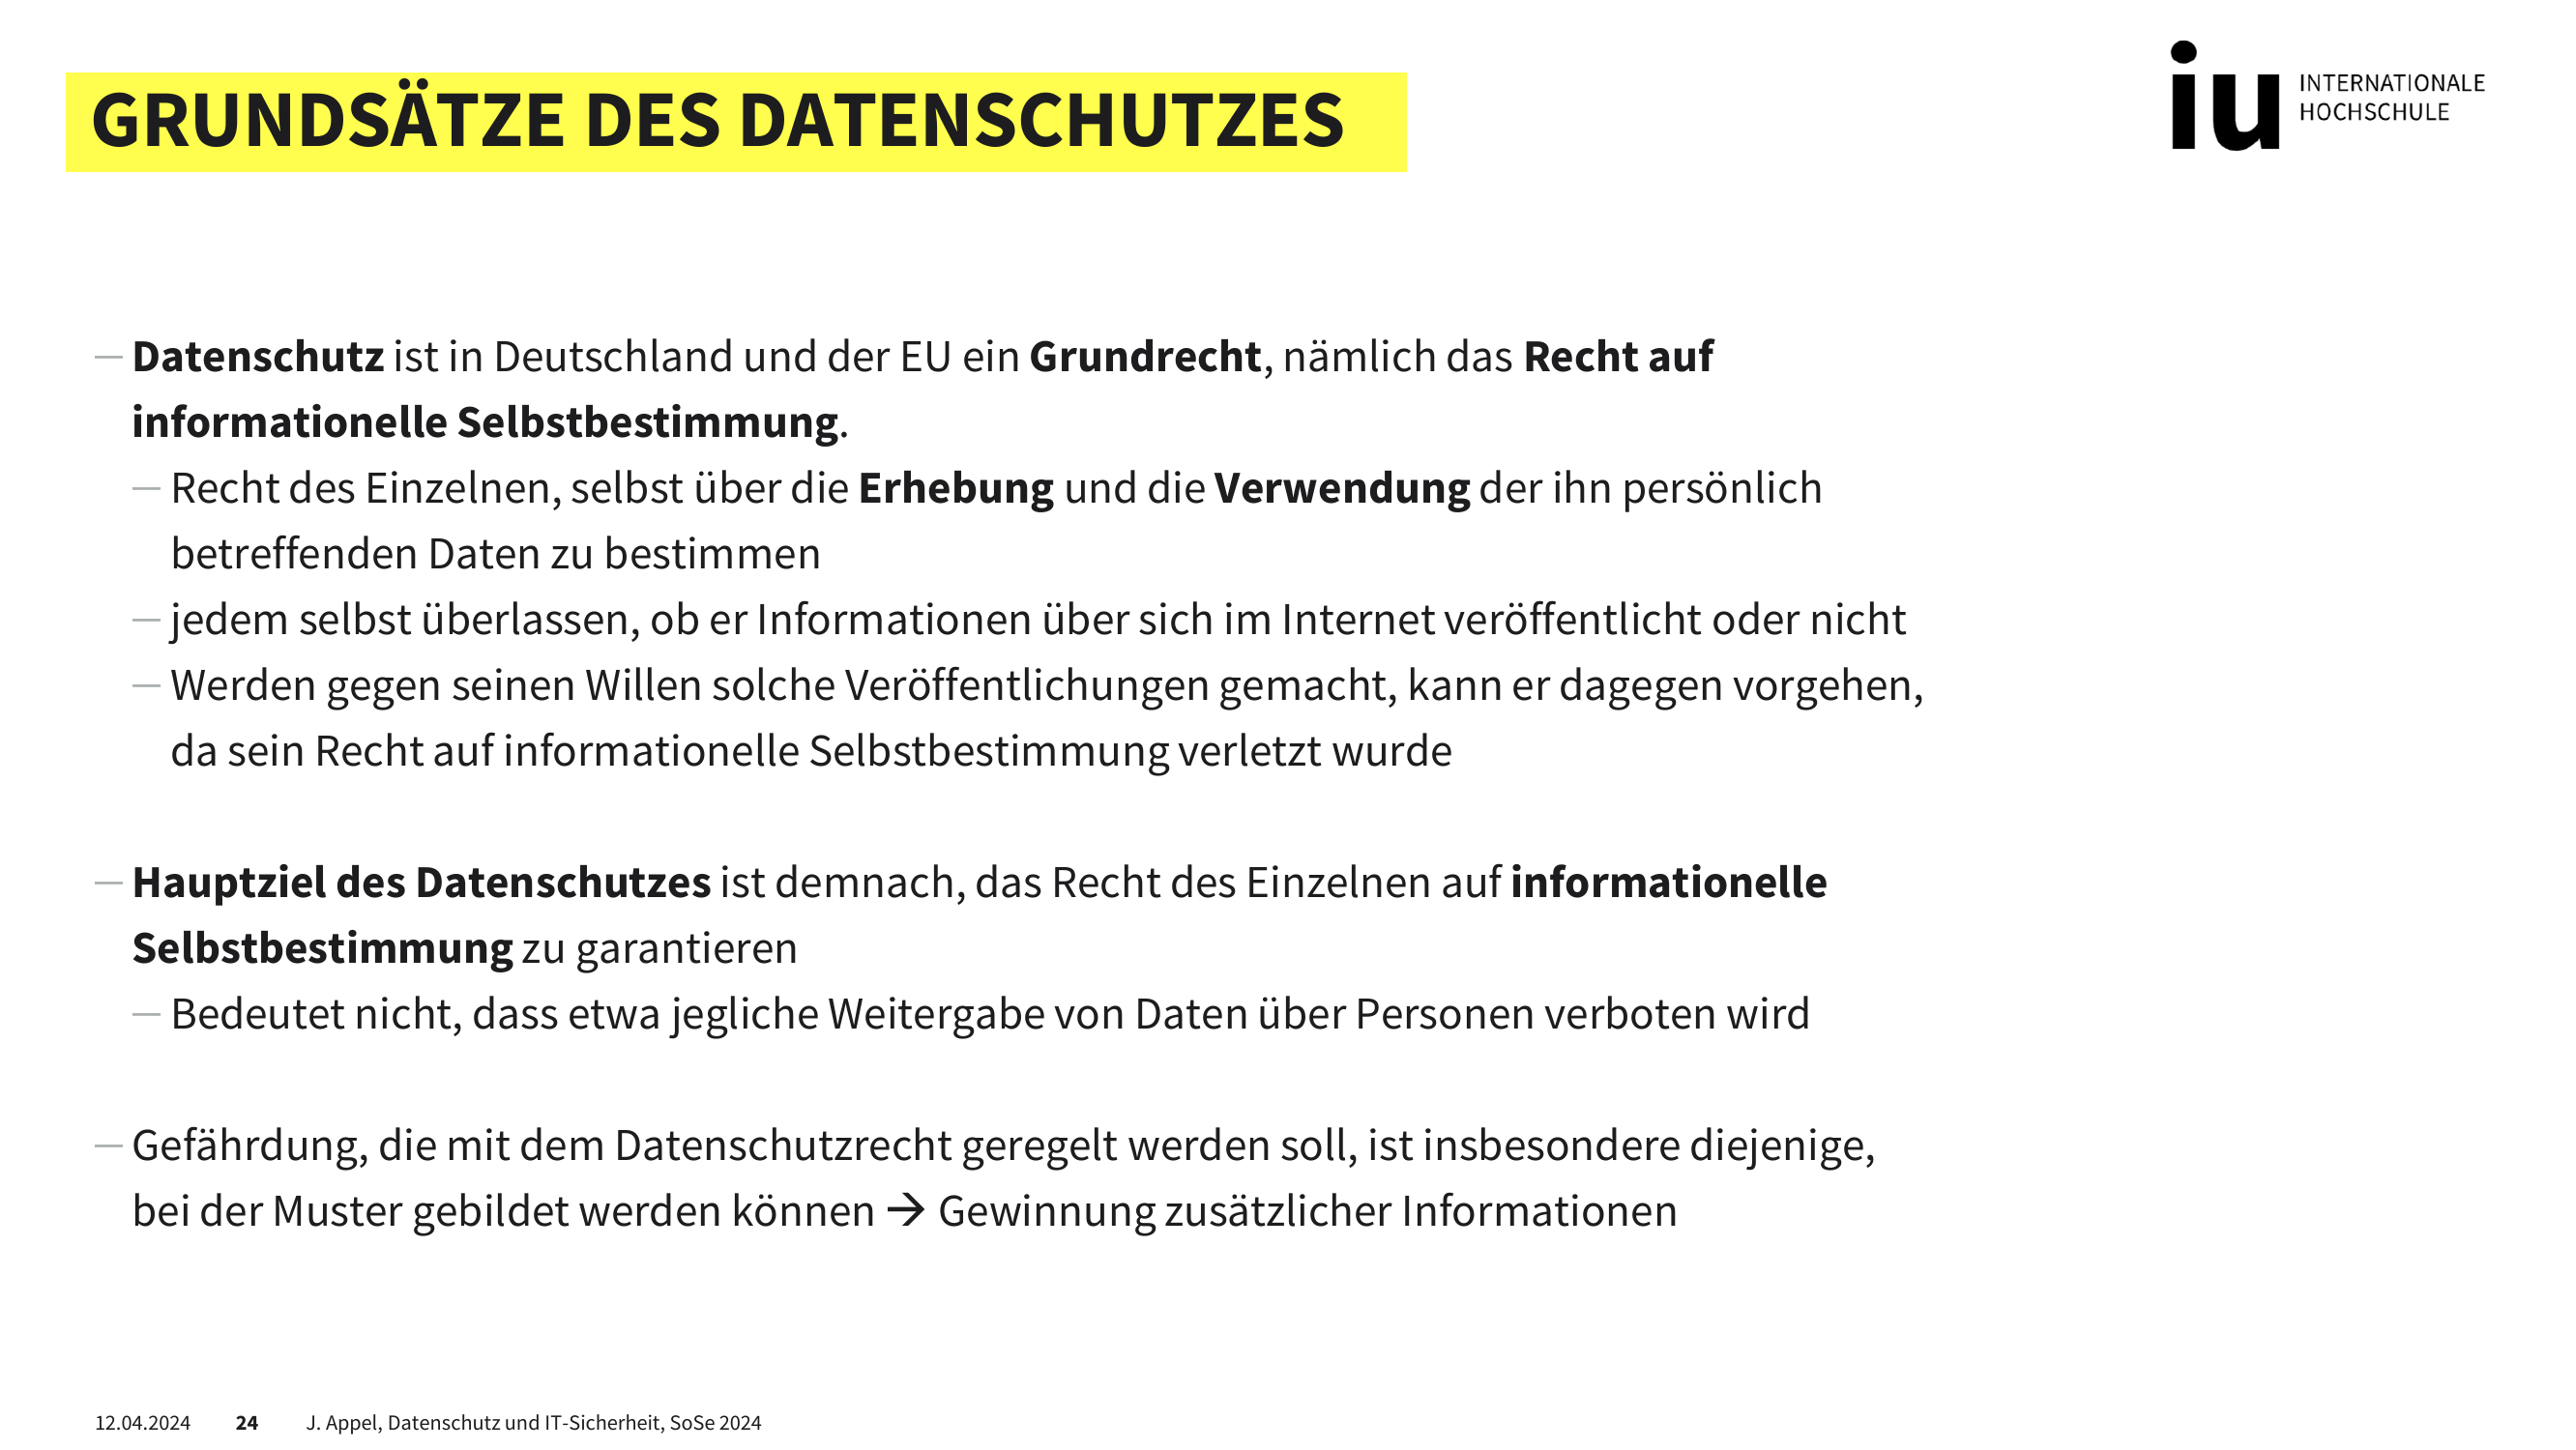 GRUNDSÄTZE DES DATENSCHUTZES
iu INTERNATIONALE
HOCHSCHULE
— Datenschutz ist in Deutschland und der EU ein Grundrecht, nämlich das Recht auf
informationelle Selbstbestimmung.
— Recht des Einzelnen, selbst über die Erhebung und die Verwendung der ihn persönlich
betreffenden Daten zu bestimmen
— jedem selbst überlassen, ob er Informationen über sich im Internet veröffentlicht oder nicht
— Werden gegen seinen Willen solche Veröffentlichungen gemacht, kann er dagegen vorgehen,
da sein Recht auf informationelle Selbstbestimmung verletzt wurde
— Hauptziel des Datenschutzes ist demnach, das Recht des Einzelnen auf informationelle
Selbstbestimmung zu garantieren
— Bedeutet nicht, dass etwa jegliche Weitergabe von Daten über Personen verboten wird
— Gefährdung, die mit dem Datenschutzrecht geregelt werden soll, ist insbesondere diejenige,
bei der Muster gebildet werden können → Gewinnung zusätzlicher Informationen
12.04.2024 24 J. Appel, Datenschutz und IT-Sicherheit, SoSe 2024